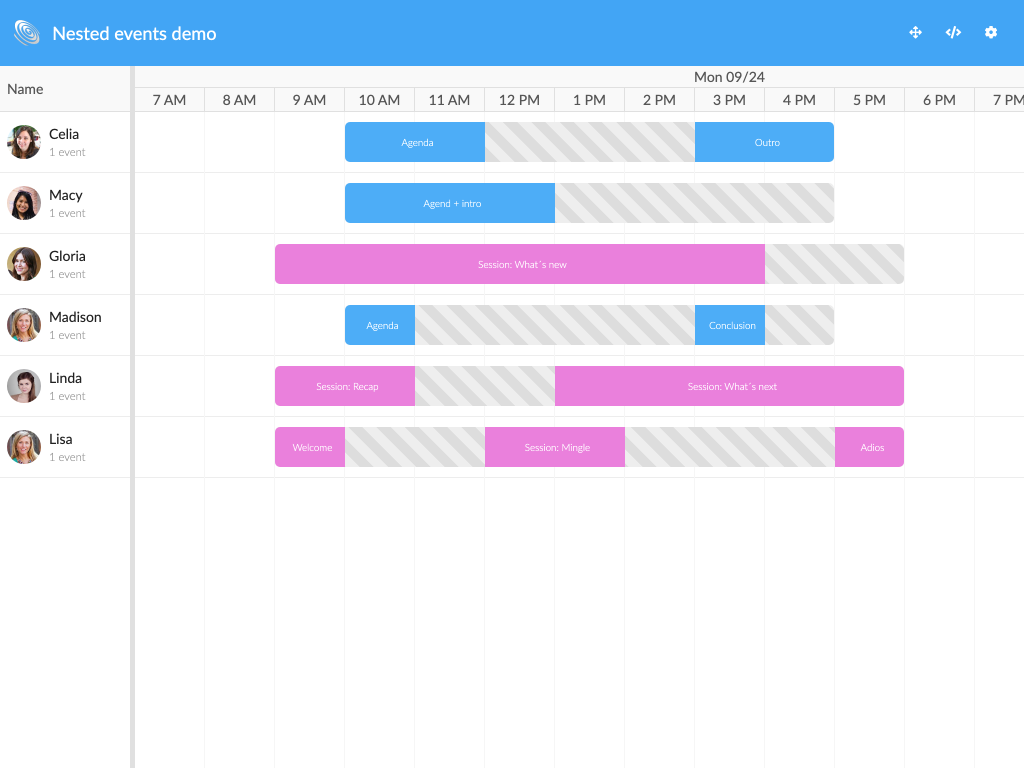 Nested events demo
Name
Mon 09/24
7 AM 8 AM 9 AM 10 AM 11 AM 12 PM 1 PM 2 PM 3 PM 4 PM 5 PM 6 PM 7 PM
Celia
1 event
Agenda Outro
Macy
1 event
Agend + intro
Gloria
1 event
Session: What´s new
Madison
1 event
Agenda Conclusion
Linda
1 event
Session: Recap Session: What´s next
Lisa
1 event
Welcome Session: Mingle Adios